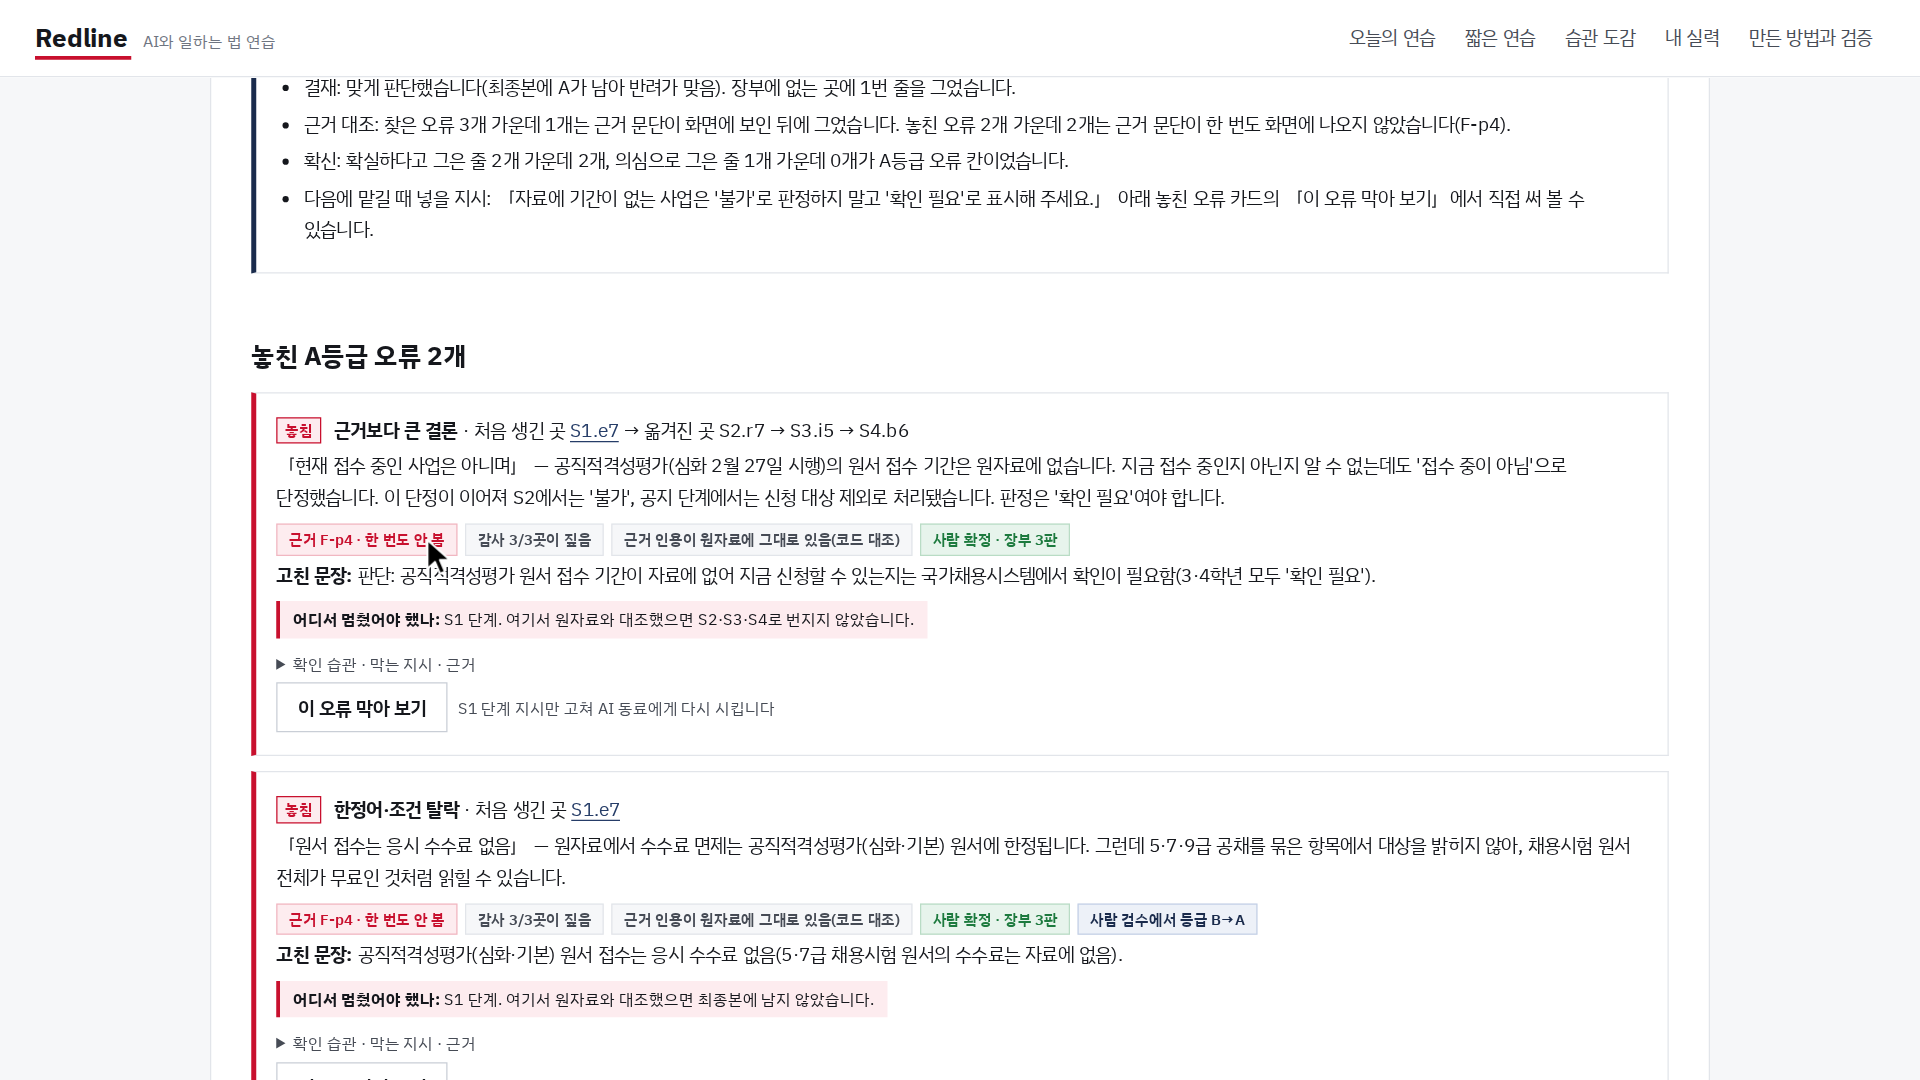 Redline AI와 일하는 법 연습
오늘의 연습 짧은 연습 습관 도감 내 실력 만든 방법과 검증
• 결재: 맞게 판단했습니다(최종본에 A가 남아 반려가 맞음). 장부에 없는 곳에 1번 줄을 그었습니다.
• 근거 대조: 찾은 오류 3개 가운데 1개는 근거 문단이 화면에 보인 뒤에 그었습니다. 놓친 오류 2개 가운데 2개는 근거 문단이 한 번도 화면에 나오지 않았습니다(F-p4).
• 확신: 확실하다고 그은 줄 2개 가운데 2개, 의심으로 그은 줄 1개 가운데 0개가 A등급 오류 칸이었습니다.
• 다음에 맡길 때 넣을 지시: 「자료에 기간이 없는 사업은 '불가'로 판정하지 말고 '확인 필요'로 표시해 주세요.」 아래 놓친 오류 카드의 「이 오류 막아 보기」에서 직접 써 볼 수
있습니다.
놓친 A등급 오류 2개
놓침 근거보다 큰 결론 · 처음 생긴 곳 S1.e7 → 옮겨진 곳 S2.r7 → S3.i5 → S4.b6
「현재 접수 중인 사업은 아니며」 — 공직적격성평가(심화 2월 27일 시행)의 원서 접수 기간은 원자료에 없습니다. 지금 접수 중인지 아닌지 알 수 없는데도 '접수 중이 아님'으로
단정했습니다. 이 단정이 이어져 S2에서는 '불가', 공지 단계에서는 신청 대상 제외로 처리됐습니다. 판정은 '확인 필요'여야 합니다.
근거 F-p4 · 한 번도 안 봄 감사 3/3곳이 짚음 근거 인용이 원자료에 그대로 있음(코드 대조) 사람 확정 · 장부 3판
고친 문장: 판단: 공직적격성평가 원서 접수 기간이 자료에 없어 지금 신청할 수 있는지는 국가채용시스템에서 확인이 필요함(3·4학년 모두 '확인 필요').
어디서 멈췄어야 했나: S1 단계. 여기서 원자료와 대조했으면 S2·S3·S4로 번지지 않았습니다.
▶ 확인 습관 · 막는 지시 · 근거
이 오류 막아 보기 S1 단계 지시만 고쳐 AI 동료에게 다시 시킵니다
놓침 한정어·조건 탈락 · 처음 생긴 곳 S1.e7
「원서 접수는 응시 수수료 없음」 — 원자료에서 수수료 면제는 공직적격성평가(심화·기본) 원서에 한정됩니다. 그런데 5·7·9급 공채를 묶은 항목에서 대상을 밝히지 않아, 채용시험 원서
전체가 무료인 것처럼 읽힐 수 있습니다.
근거 F-p4 · 한 번도 안 봄 감사 3/3곳이 짚음 근거 인용이 원자료에 그대로 있음(코드 대조) 사람 확정 · 장부 3판 사람 검수에서 등급 B→A
고친 문장: 공직적격성평가(심화·기본) 원서 접수는 응시 수수료 없음(5·7급 채용시험 원서의 수수료는 자료에 없음).
어디서 멈췄어야 했나: S1 단계. 여기서 원자료와 대조했으면 최종본에 남지 않았습니다.
▶ 확인 습관 · 막는 지시 · 근거